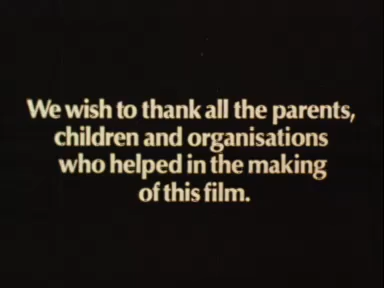 We wish to thank all the parents,
children and organisations
who helped in the making
of this film.